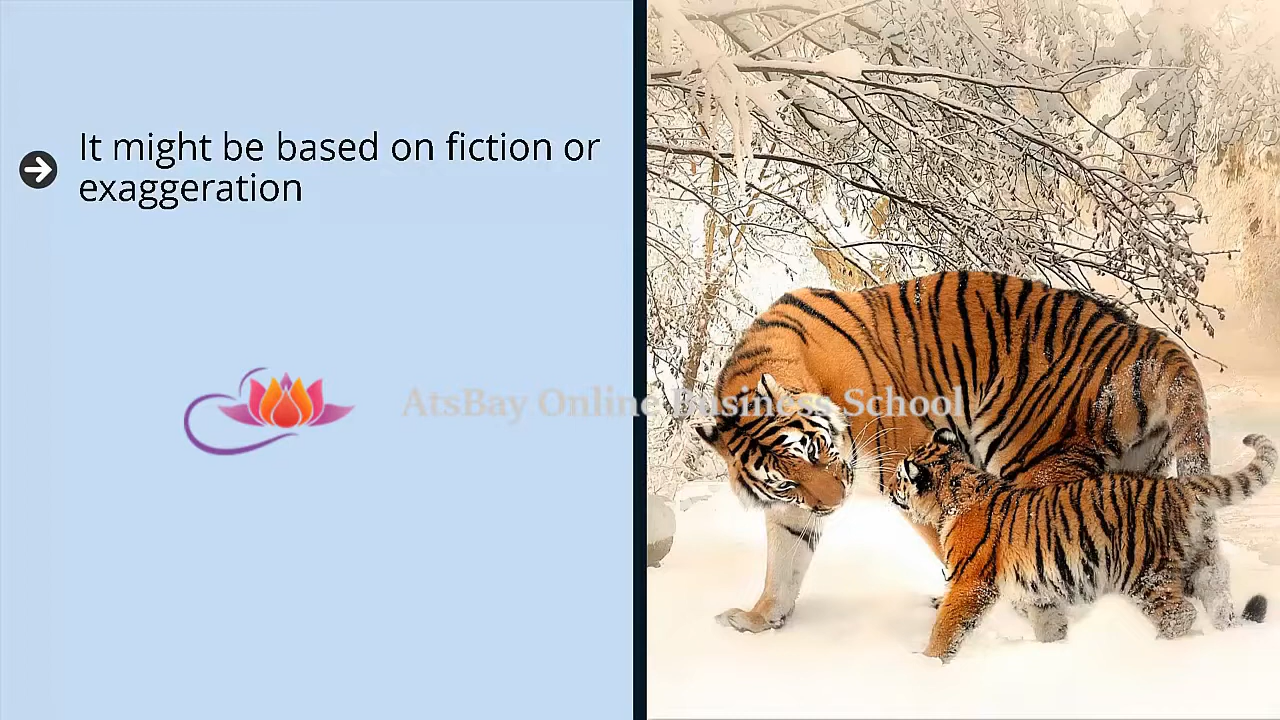 It might be based on fiction or
exaggeration
AtsBay Online Business School